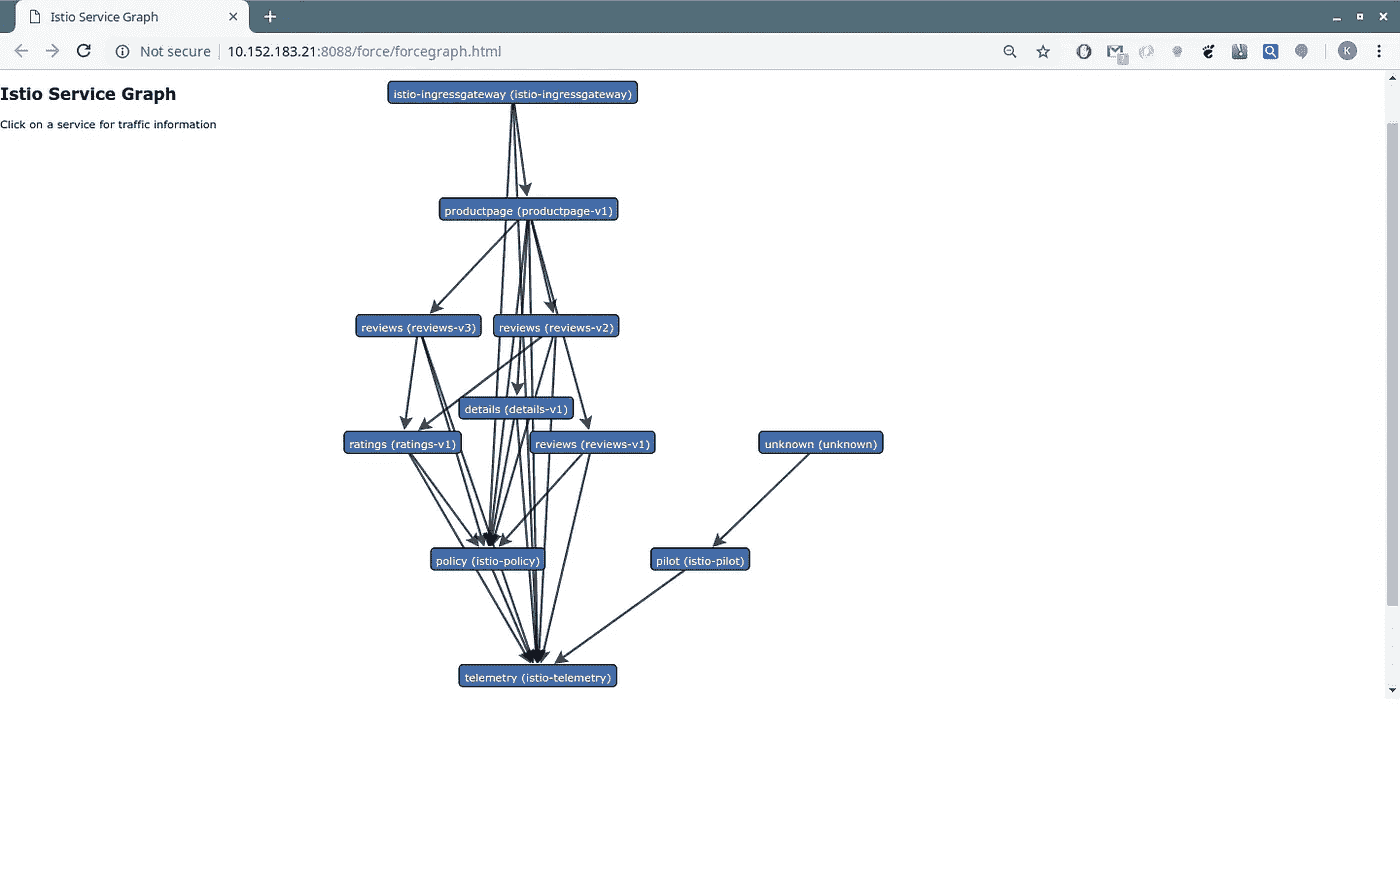 Istio Service Graph
Not secure
10.152.183.21:8088/force/forcegraph.html
K
Istio Service Graph
Click on a service for traffic information
istio-ingressgateway (istio-ingressgateway)
productpage (productpage-v1)
reviews (reviews-v3)
reviews (reviews-v2)
details (details-v1)
ratings (ratings-v1)
reviews (reviews-v1)
unknown (unknown)
policy (istio-policy)
pilot (istio-pilot)
telemetry (istio-telemetry)